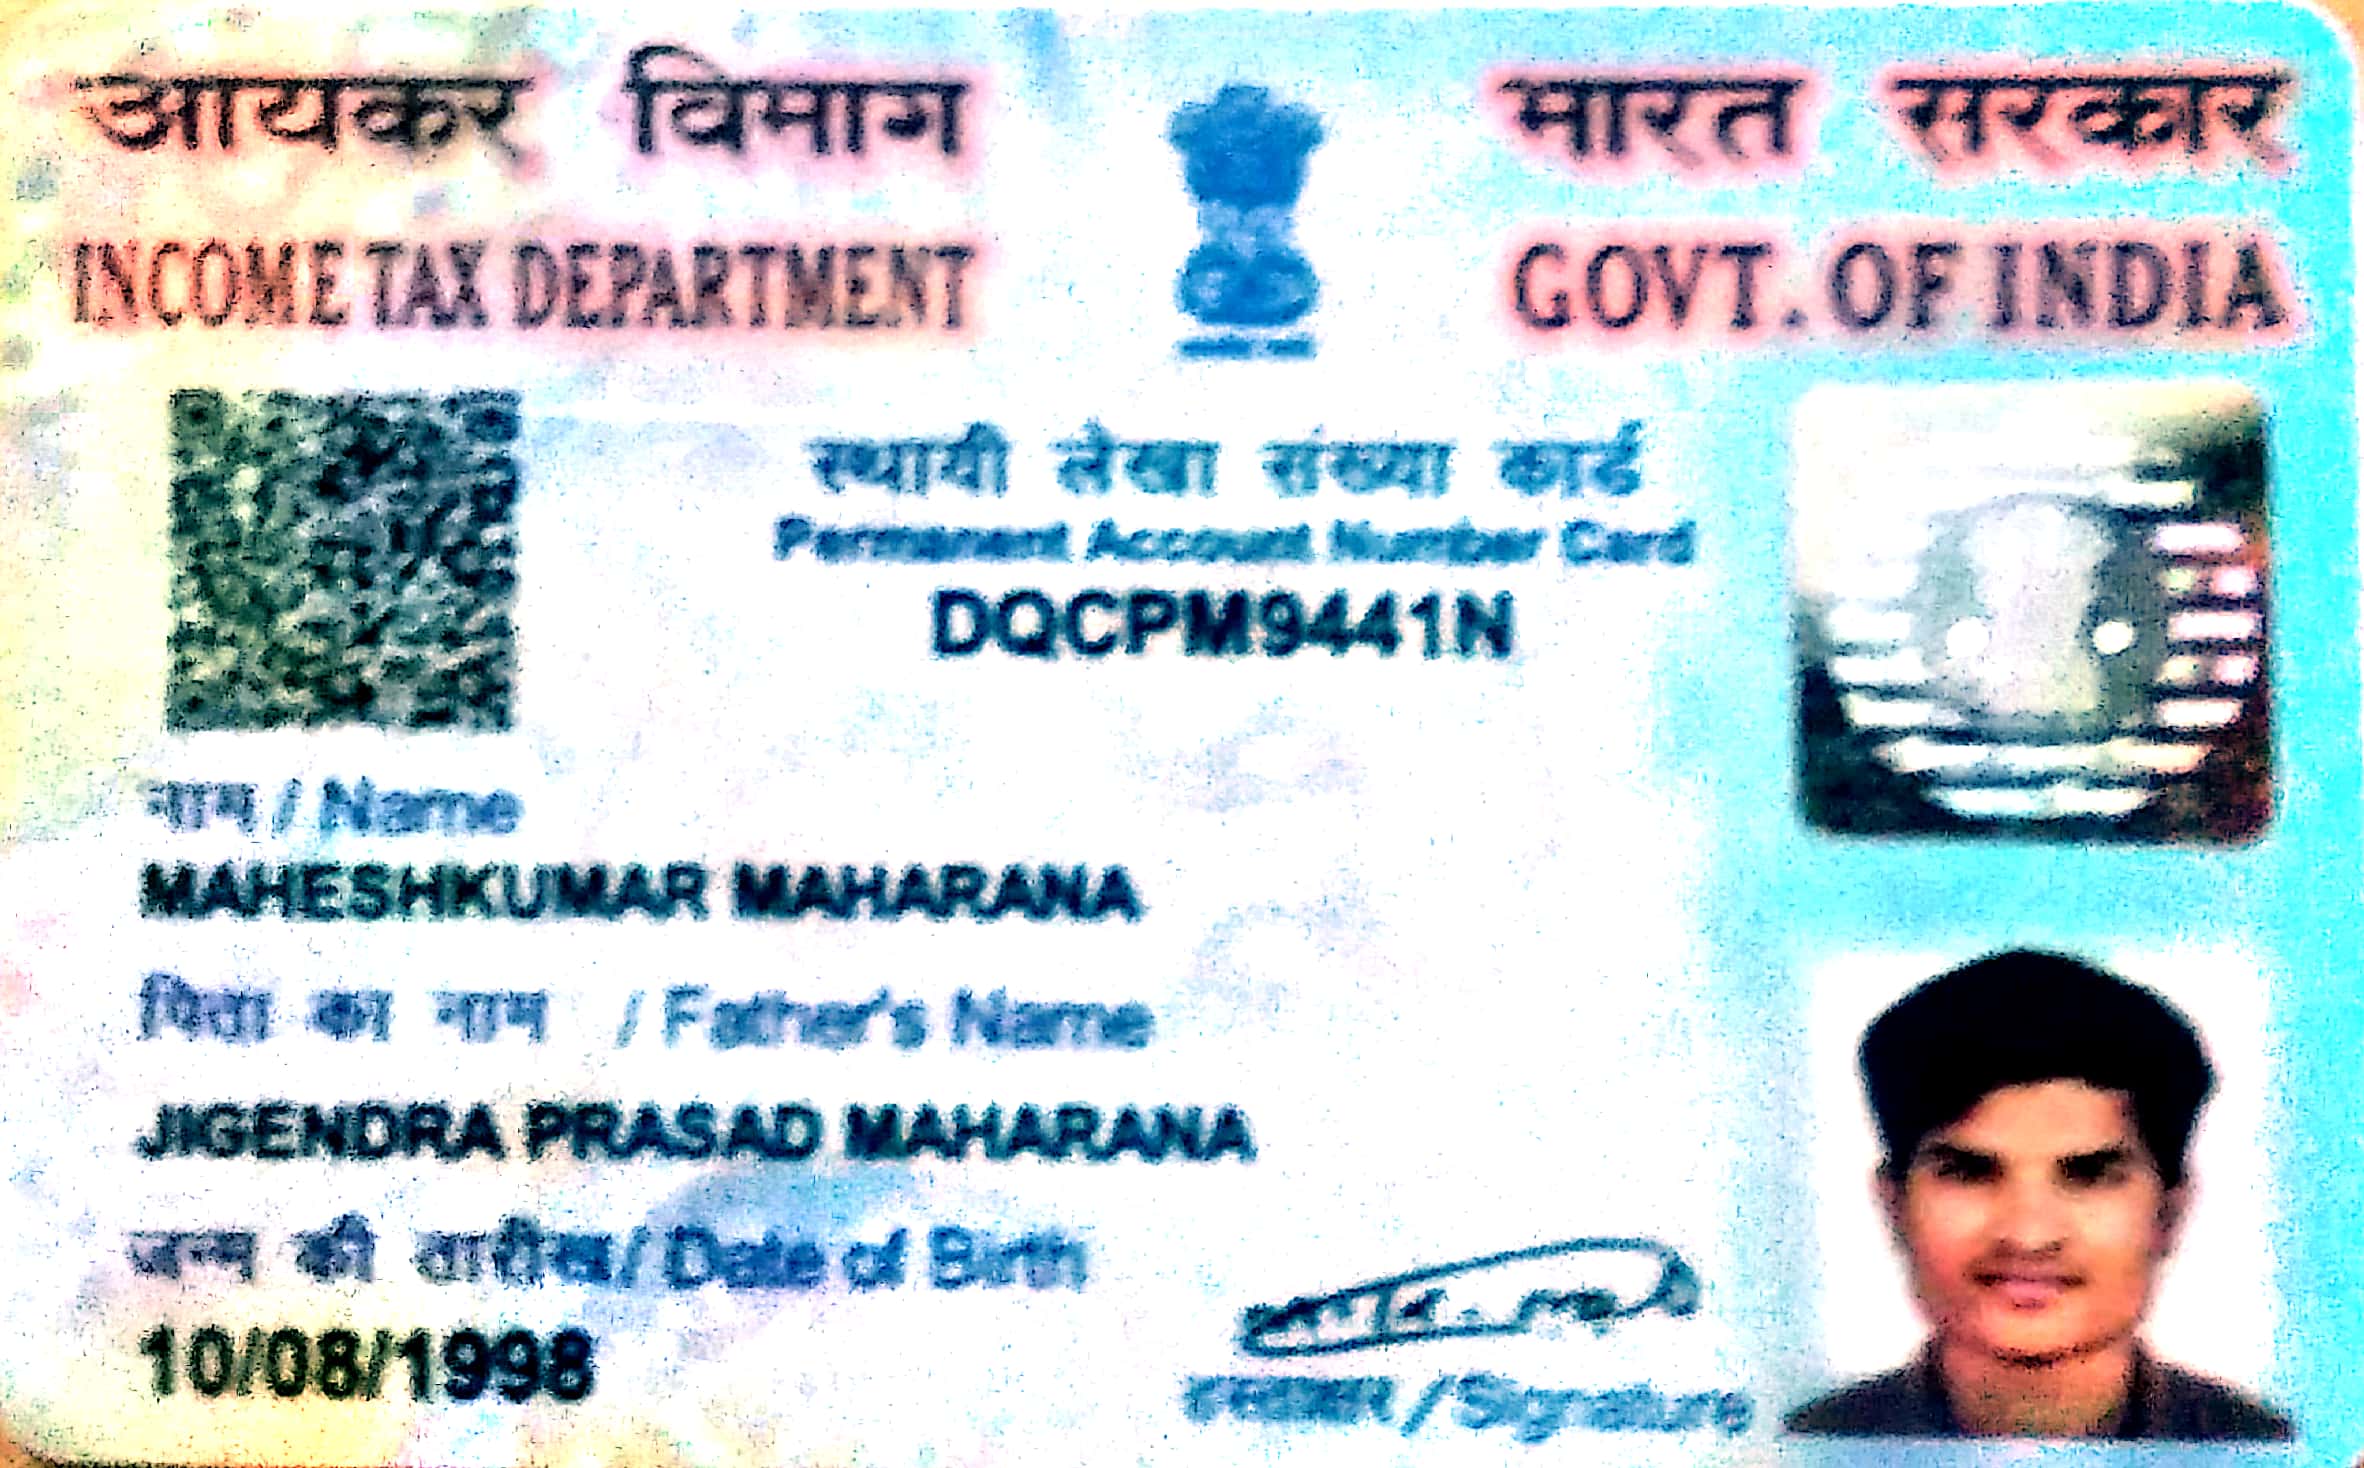 आयकर विभाग
भारत सरकार
INCOME TAX DEPARTMENT
GOVT. OF INDIA
स्थायी लेखा संख्या कार्ड
Permanent Account Number Card
DQCPM9441N
नाम / Name
MAHESHKUMAR MAHARANA
पिता का नाम / Father's Name
JIGENDRA PRASAD MAHARANA
जन्म की तारीख / Date of Birth
10/08/1998
हस्ताक्षर / Signature